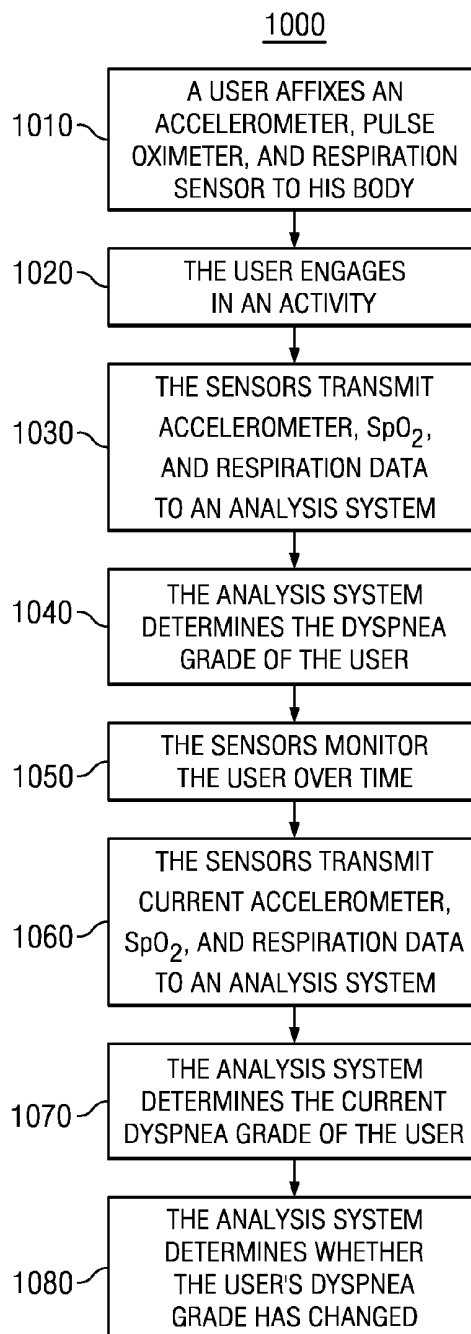 1000
1010
A USER AFFIXES AN
ACCELEROMETER, PULSE
OXIMETER, AND RESPIRATION
SENSOR TO HIS BODY
1020
THE USER ENGAGES
IN AN ACTIVITY
1030
THE SENSORS TRANSMIT
ACCELEROMETER, SpO₂,
AND RESPIRATION DATA
TO AN ANALYSIS SYSTEM
1040
THE ANALYSIS SYSTEM
DETERMINES THE DYSPNEA
GRADE OF THE USER
1050
THE SENSORS MONITOR
THE USER OVER TIME
1060
THE SENSORS TRANSMIT
CURRENT ACCELEROMETER,
SpO₂, AND RESPIRATION DATA
TO AN ANALYSIS SYSTEM
1070
THE ANALYSIS SYSTEM
DETERMINES THE CURRENT
DYSPNEA GRADE OF THE USER
1080
THE ANALYSIS SYSTEM
DETERMINES WHETHER
THE USER'S DYSPNEA
GRADE HAS CHANGED